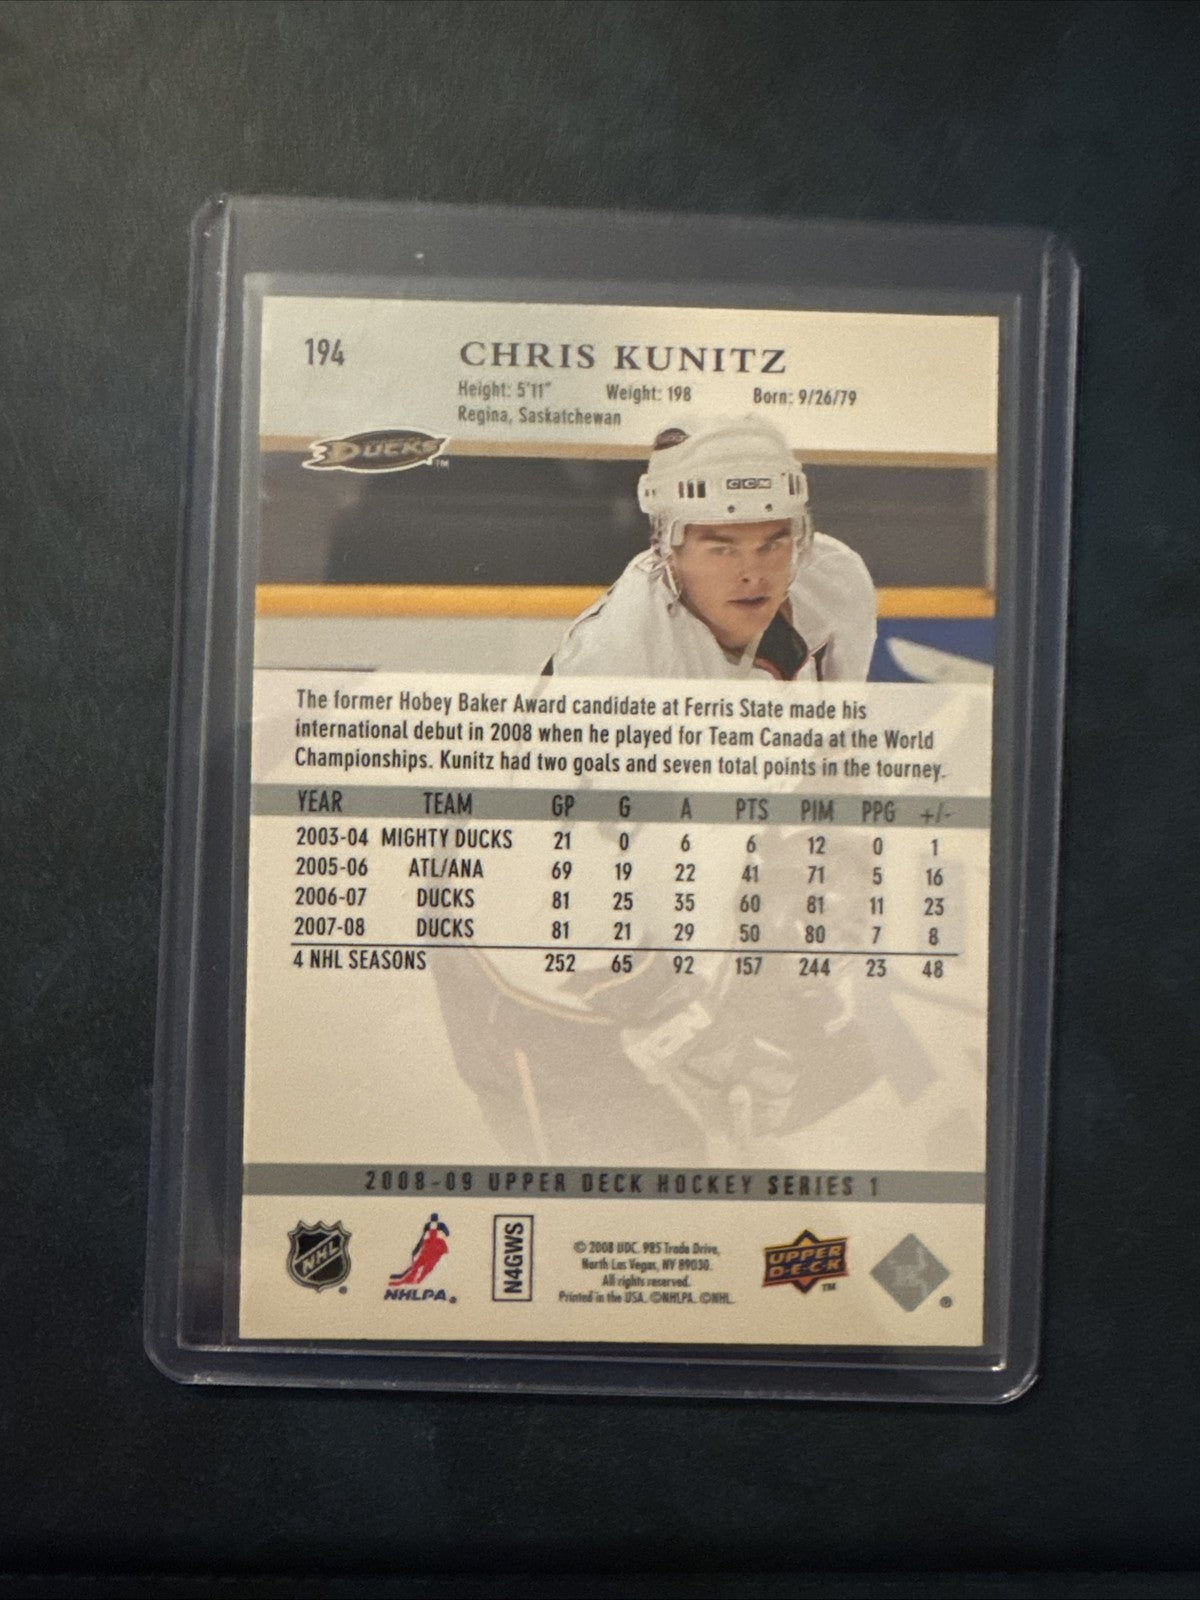 194
CHRIS KUNITZ
Height: 5'11" Weight: 198 Born: 9/26/79
Regina, Saskatchewan
DUCKS TM
CCM
The former Hobey Baker Award candidate at Ferris State made his
international debut in 2008 when he played for Team Canada at the World
Championships. Kunitz had two goals and seven total points in the tourney.
YEAR TEAM GP G A PTS PIM PPG +/-
2003-04 MIGHTY DUCKS 21 0 6 6 12 0 1
2005-06 ATL/ANA 69 19 22 41 71 5 16
2006-07 DUCKS 81 25 35 60 81 11 23
2007-08 DUCKS 81 21 29 50 80 7 8
4 NHL SEASONS 252 65 92 157 244 23 48
2008-09 UPPER DECK HOCKEY SERIES 1
NHL ®
NHLPA ®
N4GWS
© 2008 UDC. 985 Trade Drive,
North Las Vegas, NV 89030.
All rights reserved.
Printed in the USA. ©NHLPA. ©NHL.
UPPER
DECK TM
®